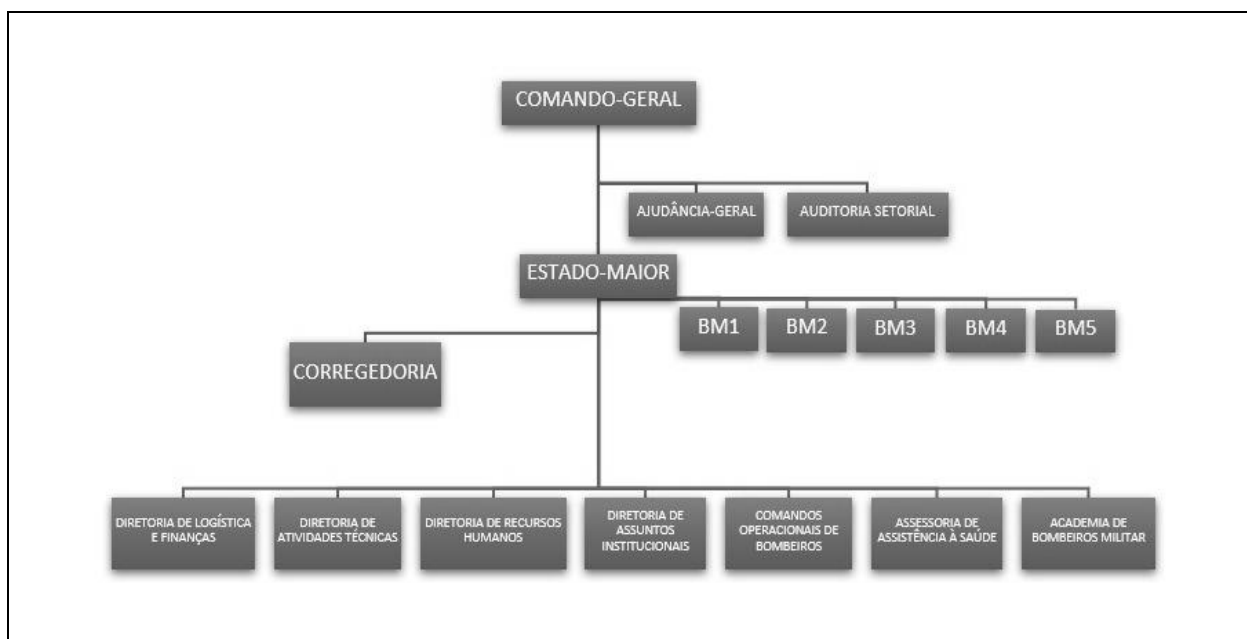 COMANDO-GERAL
AJUDÂNCIA-GERAL
AUDITORIA SETORIAL
ESTADO-MAIOR
BM1
BM2
BM3
BM4
BM5
CORREGEDORIA
DIRETORIA DE LOGÍSTICA
E FINANÇAS
DIRETORIA DE
ATIVIDADES TÉCNICAS
DIRETORIA DE RECURSOS
HUMANOS
DIRETORIA DE
ASSUNTOS
INSTITUCIONAIS
COMANDOS
OPERACIONAIS DE
BOMBEIROS
ASSESSORIA DE
ASSISTÊNCIA À SAÚDE
ACADEMIA DE
BOMBEIROS MILITAR